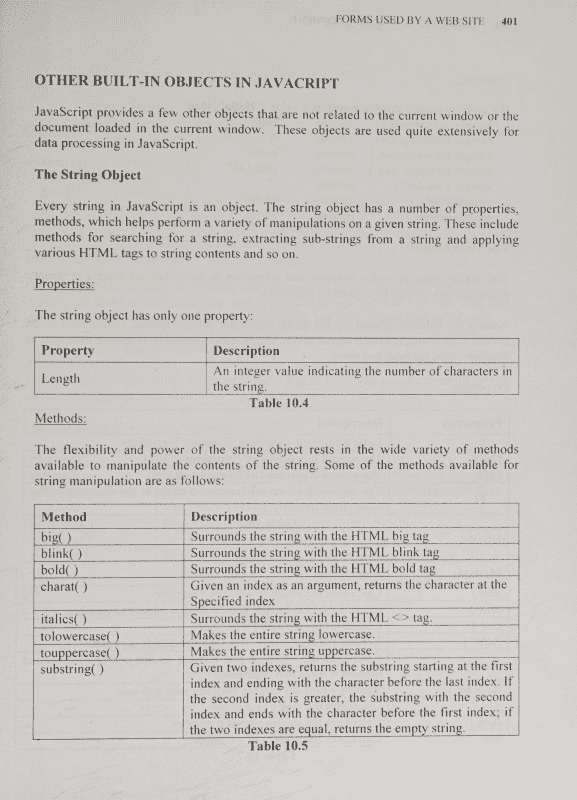 FORMS USED BY A WEB SITE 401
OTHER BUILT-IN OBJECTS IN JAVACRIPT
JavaScript provides a few other objects that are not related to the current window or the
document loaded in the current window. These objects are used quite extensively for
data processing in JavaScript.
The String Object
Every string in JavaScript is an object. The string object has a number of properties,
methods, which helps perform a variety of manipulations on a given string. These include
methods for searching for a string, extracting sub-strings from a string and applying
various HTML tags to string contents and so on.
Properties:
The string object has only one property:
Property Description
Length An integer value indicating the number of characters in
the string.
Table 10.4
Methods:
The flexibility and power of the string object rests in the wide variety of methods
available to manipulate the contents of the string. Some of the methods available for
string manipulation are as follows:
Method Description
big( ) Surrounds the string with the HTML big tag
blink( ) Surrounds the string with the HTML blink tag
bold( ) Surrounds the string with the HTML bold tag
charat( ) Given an index as an argument, returns the character at the
Specified index
italics( ) Surrounds the string with the HTML <> tag.
tolowercase( ) Makes the entire string lowercase.
touppercase( ) Makes the entire string uppercase.
substring( ) Given two indexes, returns the substring starting at the first
index and ending with the character before the last index. If
the second index is greater, the substring with the second
index and ends with the character before the first index; if
the two indexes are equal, returns the empty string.
Table 10.5